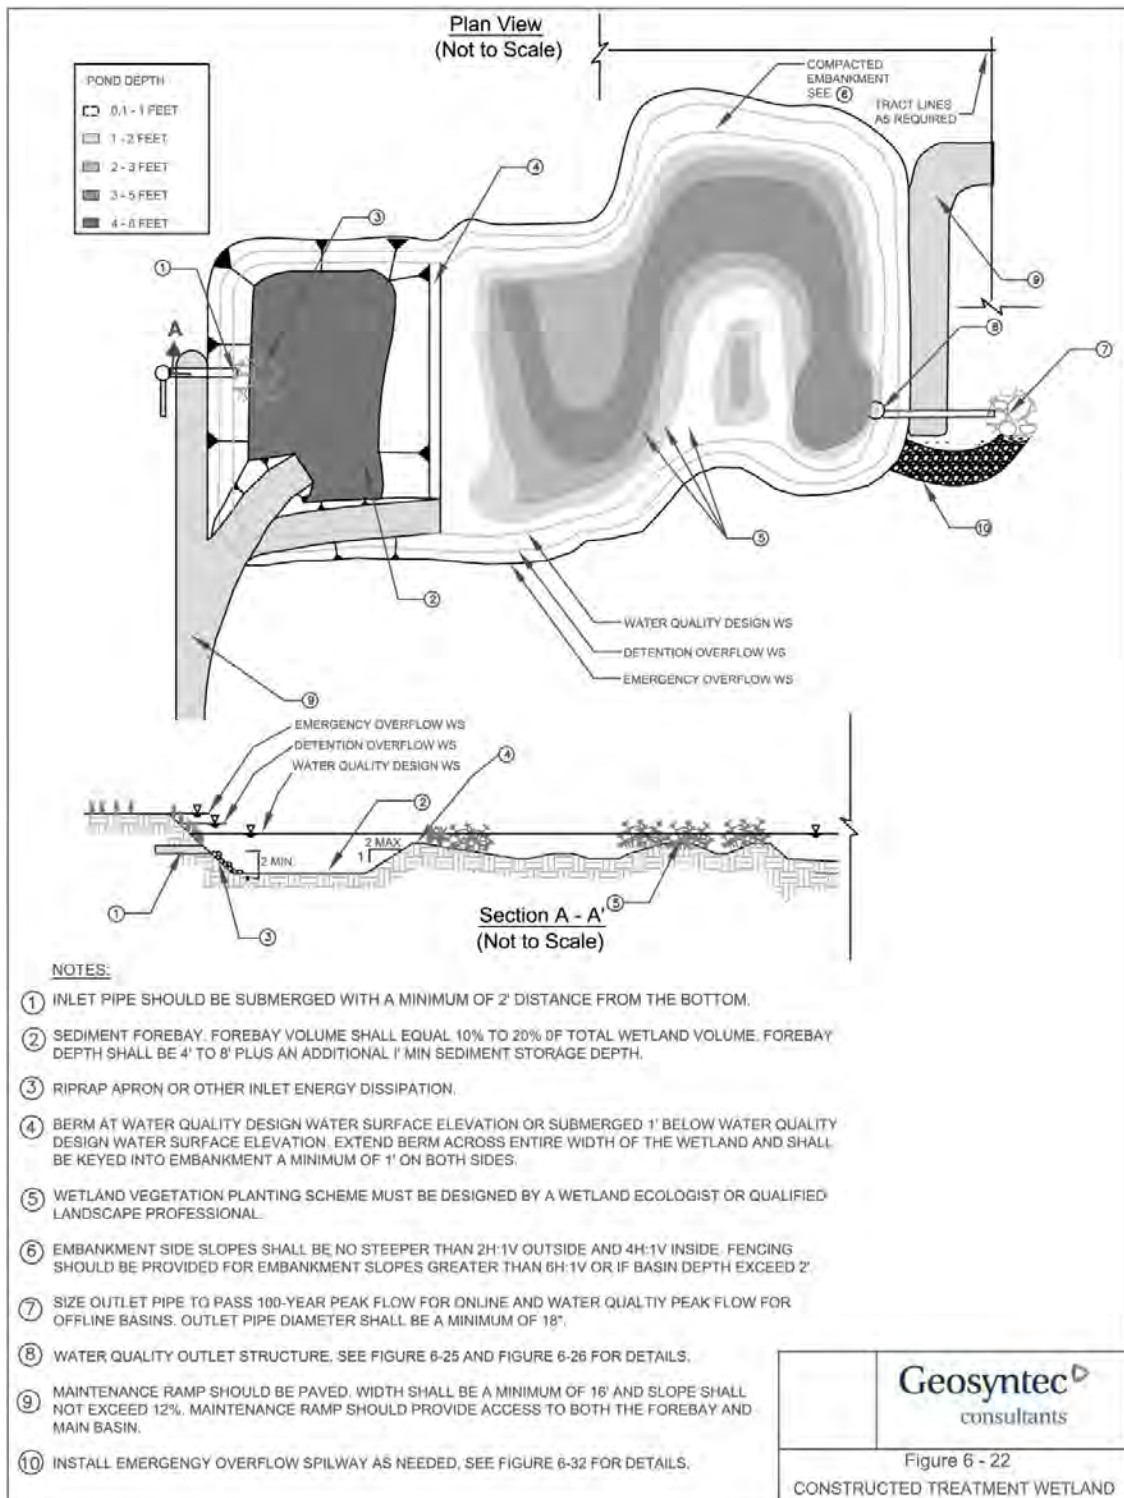 Plan View
(Not to Scale)
POND DEPTH
0.1 - 1 FEET
1 - 2 FEET
2 - 3 FEET
3 - 5 FEET
4 - 6 FEET
COMPACTED
EMBANKMENT
SEE 6
TRACT LINES
AS REQUIRED
4
3
1
A
9
8
7
10
5
2
WATER QUALITY DESIGN WS
DETENTION OVERFLOW WS
EMERGENCY OVERFLOW WS
9
EMERGENCY OVERFLOW WS
DETENTION OVERFLOW WS
WATER QUALITY DESIGN WS
4
2
2 MAX
1
2 MIN
1
3
5
Section A - A'
(Not to Scale)
NOTES:
1 INLET PIPE SHOULD BE SUBMERGED WITH A MINIMUM OF 2' DISTANCE FROM THE BOTTOM.
2 SEDIMENT FOREBAY. FOREBAY VOLUME SHALL EQUAL 10% TO 20% 0F TOTAL WETLAND VOLUME. FOREBAY
DEPTH SHALL BE 4' TO 8' PLUS AN ADDITIONAL I' MIN SEDIMENT STORAGE DEPTH.
3 RIPRAP APRON OR OTHER INLET ENERGY DISSIPATION.
4 BERM AT WATER QUALITY DESIGN WATER SURFACE ELEVATION OR SUBMERGED 1' BELOW WATER QUALITY
DESIGN WATER SURFACE ELEVATION. EXTEND BERM ACROSS ENTIRE WIDTH OF THE WETLAND AND SHALL
BE KEYED INTO EMBANKMENT A MINIMUM OF 1' ON BOTH SIDES.
5 WETLAND VEGETATION PLANTING SCHEME MUST BE DESIGNED BY A WETLAND ECOLOGIST OR QUALIFIED
LANDSCAPE PROFESSIONAL.
6 EMBANKMENT SIDE SLOPES SHALL BE NO STEEPER THAN 2H:1V OUTSIDE AND 4H:1V INSIDE. FENCING
SHOULD BE PROVIDED FOR EMBANKMENT SLOPES GREATER THAN 6H:1V OR IF BASIN DEPTH EXCEED 2'
7 SIZE OUTLET PIPE TO PASS 100-YEAR PEAK FLOW FOR ONLINE AND WATER QUALTIY PEAK FLOW FOR
OFFLINE BASINS. OUTLET PIPE DIAMETER SHALL BE A MINIMUM OF 18".
8 WATER QUALITY OUTLET STRUCTURE. SEE FIGURE 6-25 AND FIGURE 6-26 FOR DETAILS.
9 MAINTENANCE RAMP SHOULD BE PAVED. WIDTH SHALL BE A MINIMUM OF 16' AND SLOPE SHALL
NOT EXCEED 12%. MAINTENANCE RAMP SHOULD PROVIDE ACCESS TO BOTH THE FOREBAY AND
MAIN BASIN.
10 INSTALL EMERGENGY OVERFLOW SPILWAY AS NEEDED, SEE FIGURE 6-32 FOR DETAILS.
Geosyntec
consultants
Figure 6 - 22
CONSTRUCTED TREATMENT WETLAND